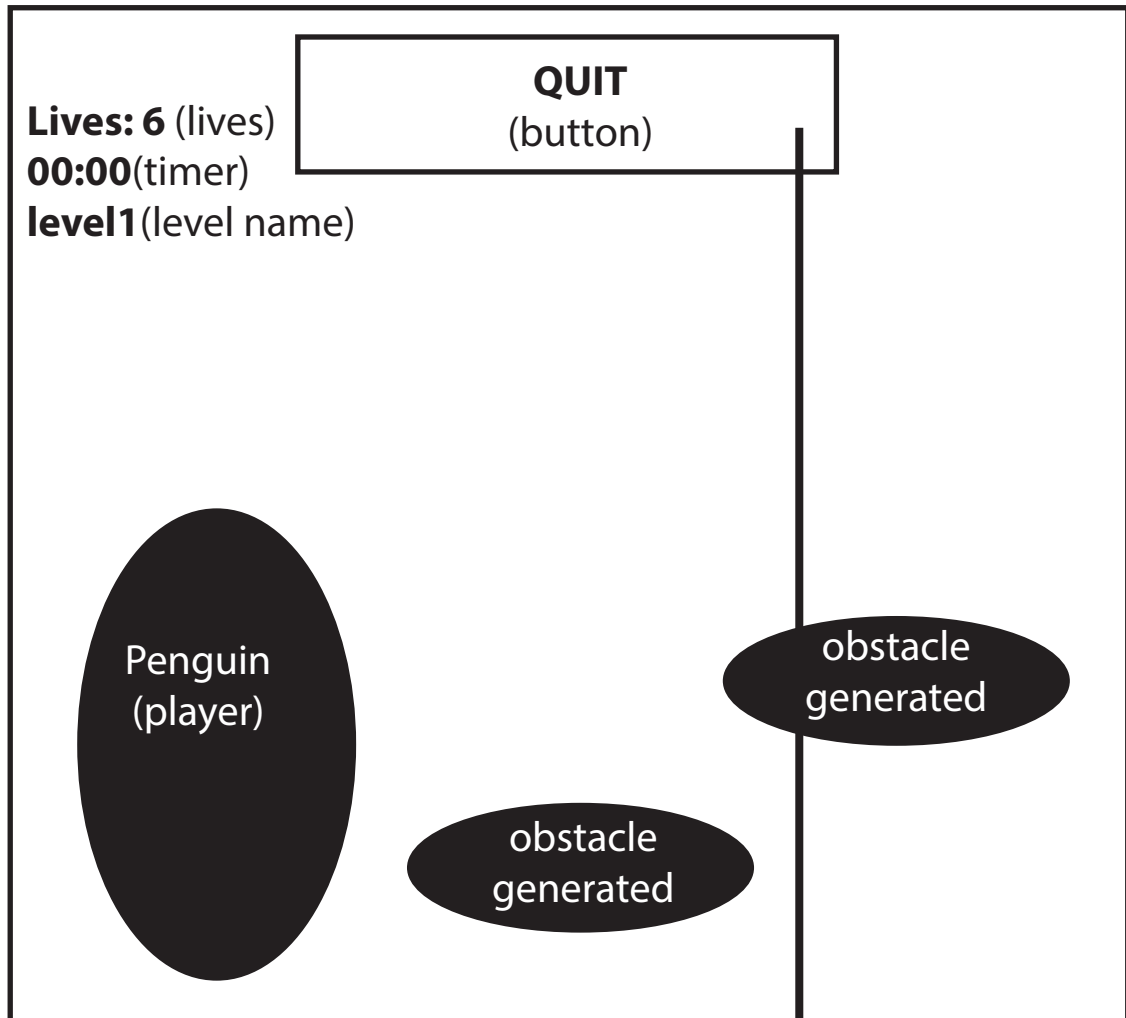 QUIT
(button)
Lives: 6 (lives)
00:00(timer)
level1(level name)
Penguin
(player)
obstacle
generated
obstacle
generated